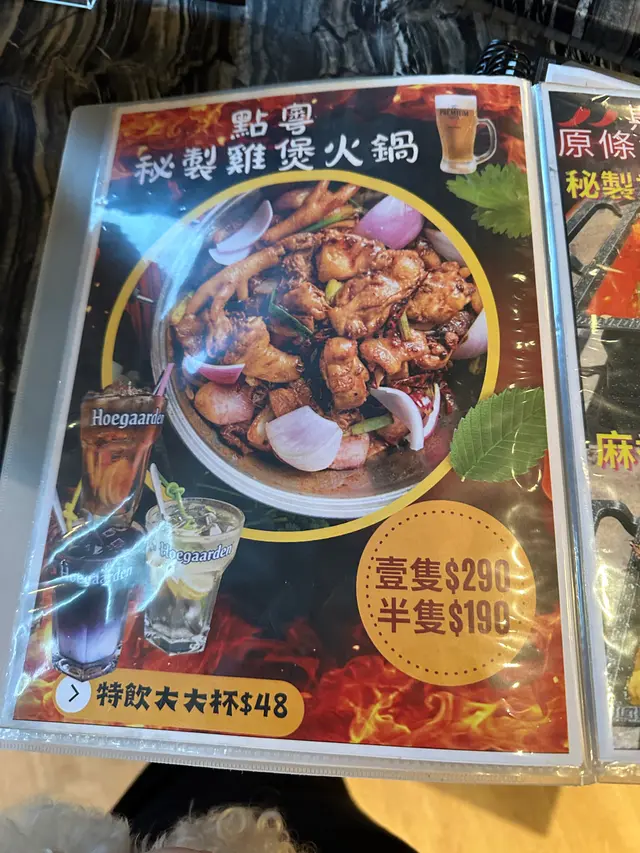 點粵
秘製雞煲火鍋
PREMIUM
Hoegaarden
Hoegaarden
Hoegaarden
壹隻$290
半隻$190
特飲大大杯$48
原條
秘製
麻